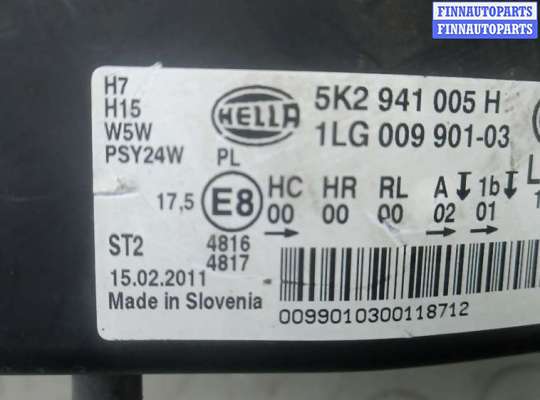 FINNAUTOPARTS
FINNAUTOPARTS
H7
H15
W5W
PSY24W
HELLA
5K2 941 005 H
1LG 009 901-03
PL
17,5
E8
HC HR RL A 1b
00 00 00 02 01
ST2
4816
4817
15.02.2011
Made in Slovenia
0099010300118712